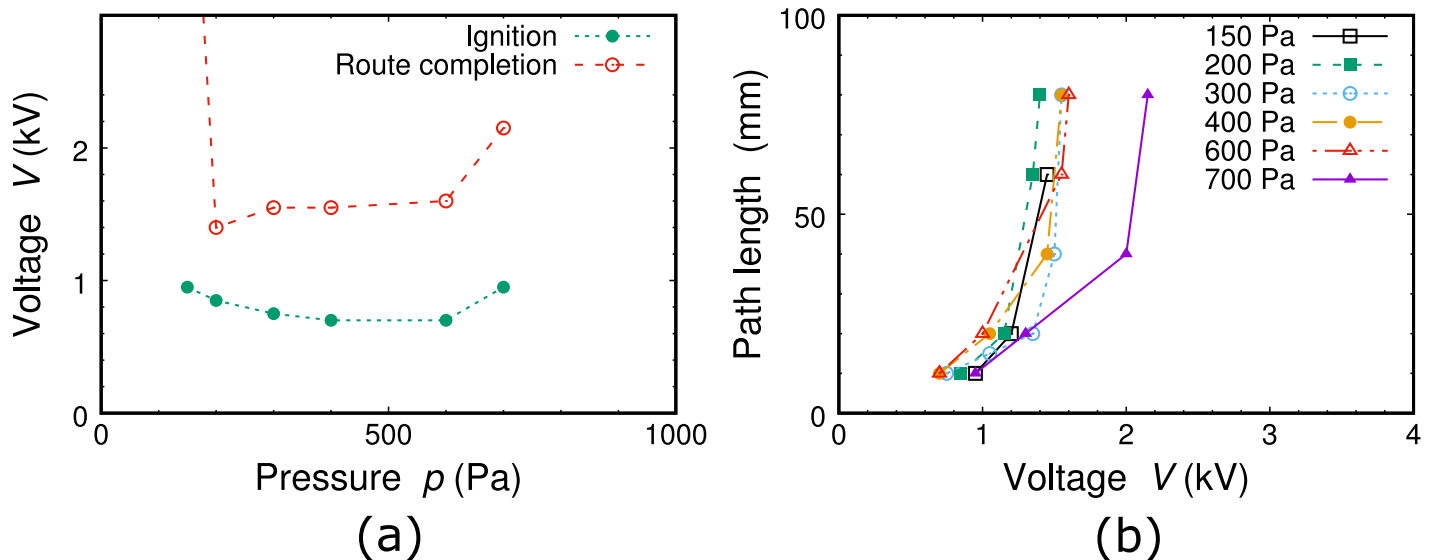 Ignition
Route completion
Voltage V (kV)
2
1
0
0
500
1000
Pressure p (Pa)
(a)
150 Pa
200 Pa
300 Pa
400 Pa
600 Pa
700 Pa
Path length (mm)
100
50
0
0
1
2
3
4
Voltage V (kV)
(b)